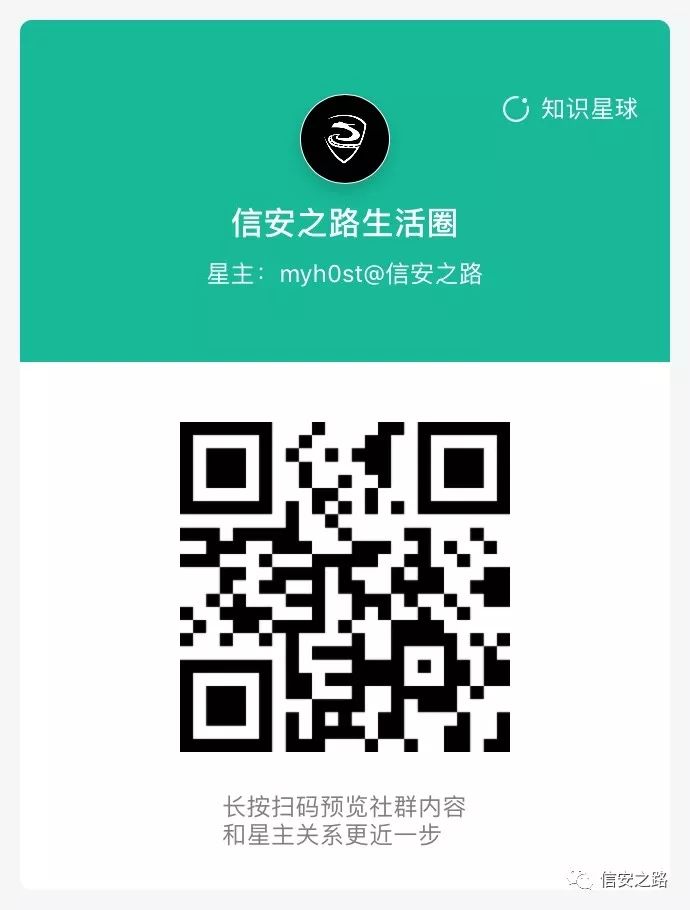 知识星球
信安之路生活圈
星主：myh0st@信安之路
长按扫码预览社群内容
和星主关系更近一步
信安之路